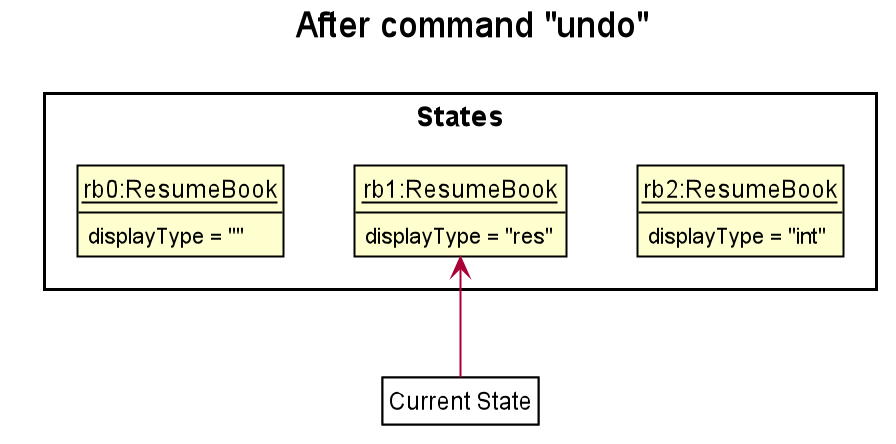 After command "undo"
States
rb0:ResumeBook
displayType = ""
rb1:ResumeBook
displayType = "res"
rb2:ResumeBook
displayType = "int"
Current State